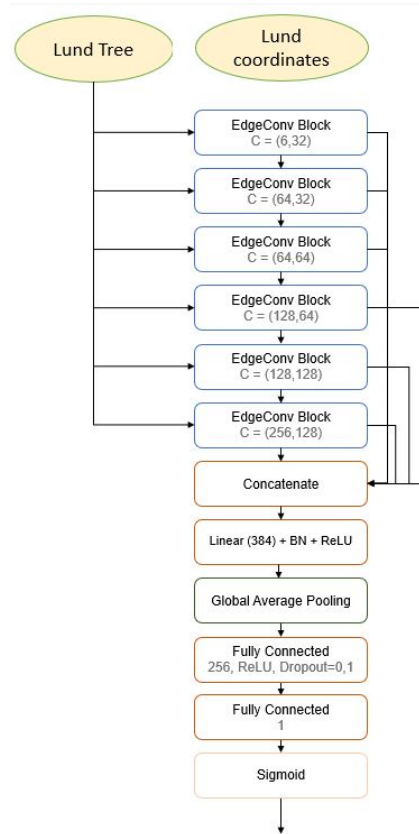 Lund Tree
Lund
coordinates
EdgeConv Block
C = (6,32)
EdgeConv Block
C = (64,32)
EdgeConv Block
C = (64,64)
EdgeConv Block
C = (128,64)
EdgeConv Block
C = (128,128)
EdgeConv Block
C = (256,128)
Concatenate
Linear (384) + BN + ReLU
Global Average Pooling
Fully Connected
256, ReLU, Dropout=0,1
Fully Connected
1
Sigmoid